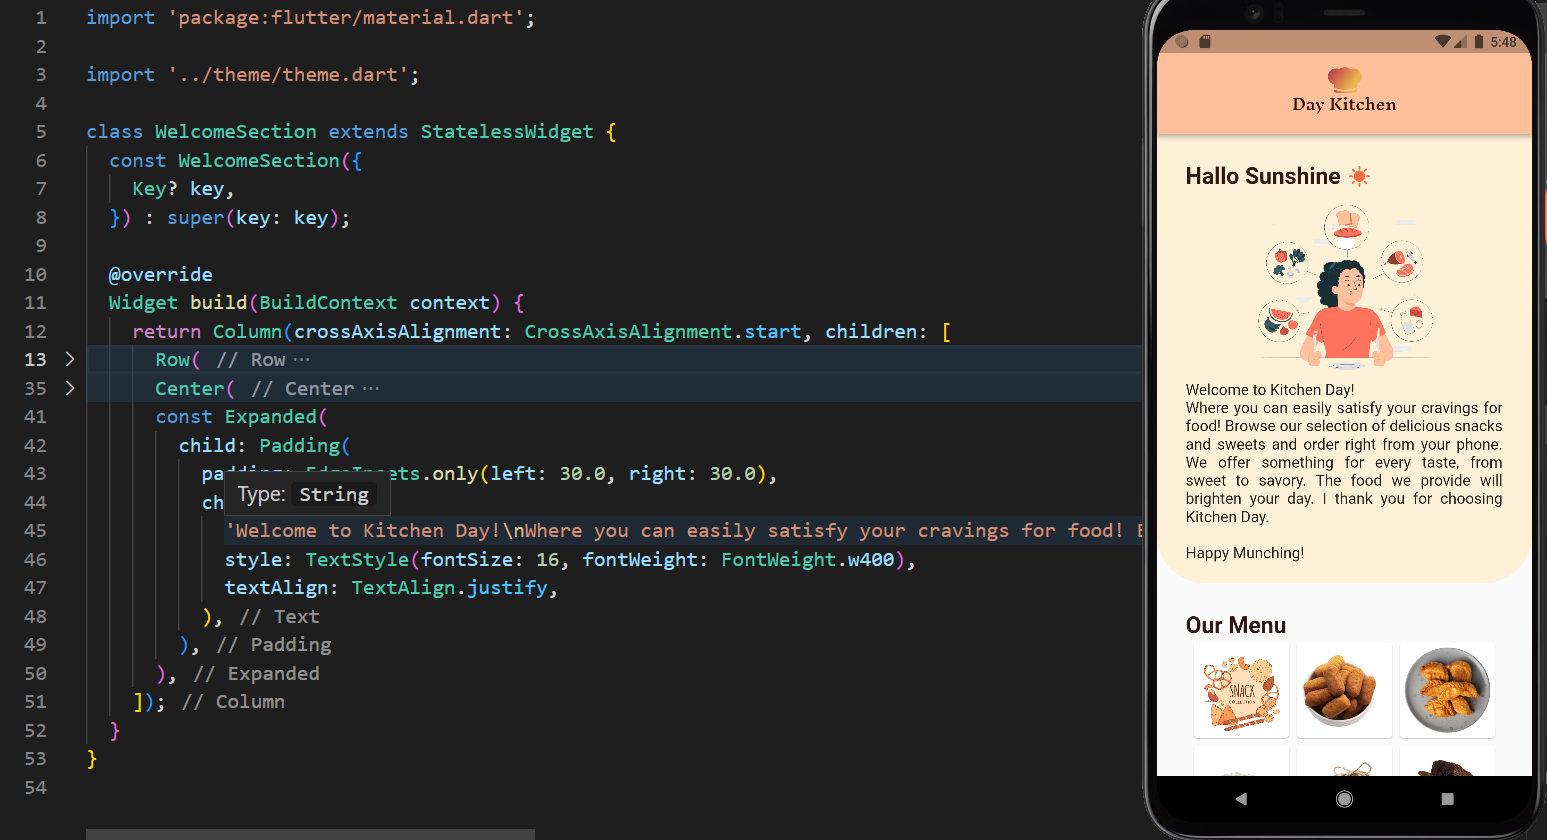 1 import 'package:flutter/material.dart';
2
3 import '../theme/theme.dart';
4
5 class WelcomeSection extends StatelessWidget {
6 const WelcomeSection({
7 Key? key,
8 }) : super(key: key);
9
10 @override
11 Widget build(BuildContext context) {
12 return Column(crossAxisAlignment: CrossAxisAlignment.start, children: [
13 Row( // Row ···
35 Center( // Center ···
41 const Expanded(
42 child: Padding(
43 padding: EdgeInsets.only(left: 30.0, right: 30.0),
44 ch
Type: String
45 'Welcome to Kitchen Day!\nWhere you can easily satisfy your cravings for food!
46 style: TextStyle(fontSize: 16, fontWeight: FontWeight.w400),
47 textAlign: TextAlign.justify,
48 ), // Text
49 ), // Padding
50 ), // Expanded
51 ]); // Column
52 }
53 }
54
5:48
Day Kitchen
Hallo Sunshine
Welcome to Kitchen Day!
Where you can easily satisfy your cravings for
food! Browse our selection of delicious snacks
and sweets and order right from your phone.
We offer something for every taste, from
sweet to savory. The food we provide will
brighten your day. I thank you for choosing
Kitchen Day.
Happy Munching!
Our Menu
SNACK
COLLECTION